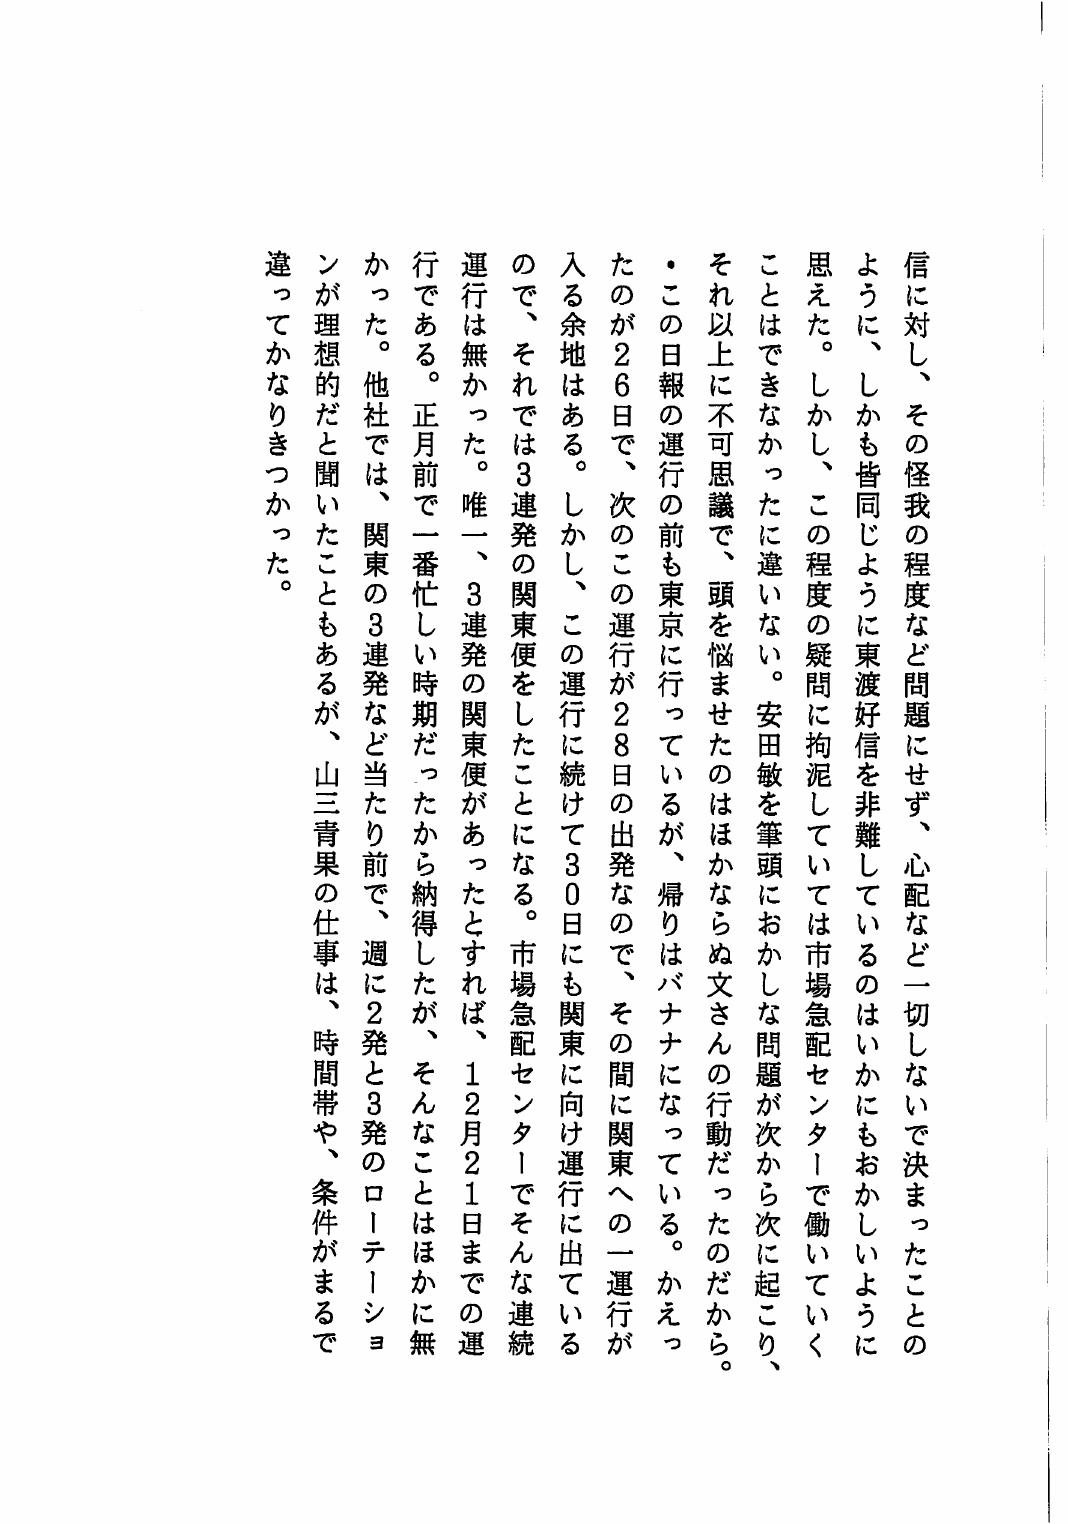 信に対し、その怪我の程度など問題にせず、心配など一切しないで決まったことの
ように、しかも皆同じように東渡好信を非難しているのはいかにもおかしいように
思えた。しかし、この程度の疑問に拘泥していては市場急配センターで働いていく
ことはできなかったに違いない。安田敏を筆頭におかしな問題が次から次に起こり、
それ以上に不可思議で、頭を悩ませたのはほかならぬ文さんの行動だったのだから。
・この日報の運行の前も東京に行っているが、帰りはバナナになっている。かえっ
たのが２６日で、次のこの運行が２８日の出発なので、その間に関東への一運行が
入る余地はある。しかし、この運行に続けて３０日にも関東に向け運行に出ている
ので、それでは３連発の関東便をしたことになる。市場急配センターでそんな連続
運行は無かった。唯一、３連発の関東便があったとすれば、１２月２１日までの運
行である。正月前で一番忙しい時期だったから納得したが、そんなことはほかに無
かった。他社では、関東の３連発など当たり前で、週に２発と３発のローテーショ
ンが理想的だと聞いたこともあるが、山三青果の仕事は、時間帯や、条件がまるで
違ってかなりきつかった。